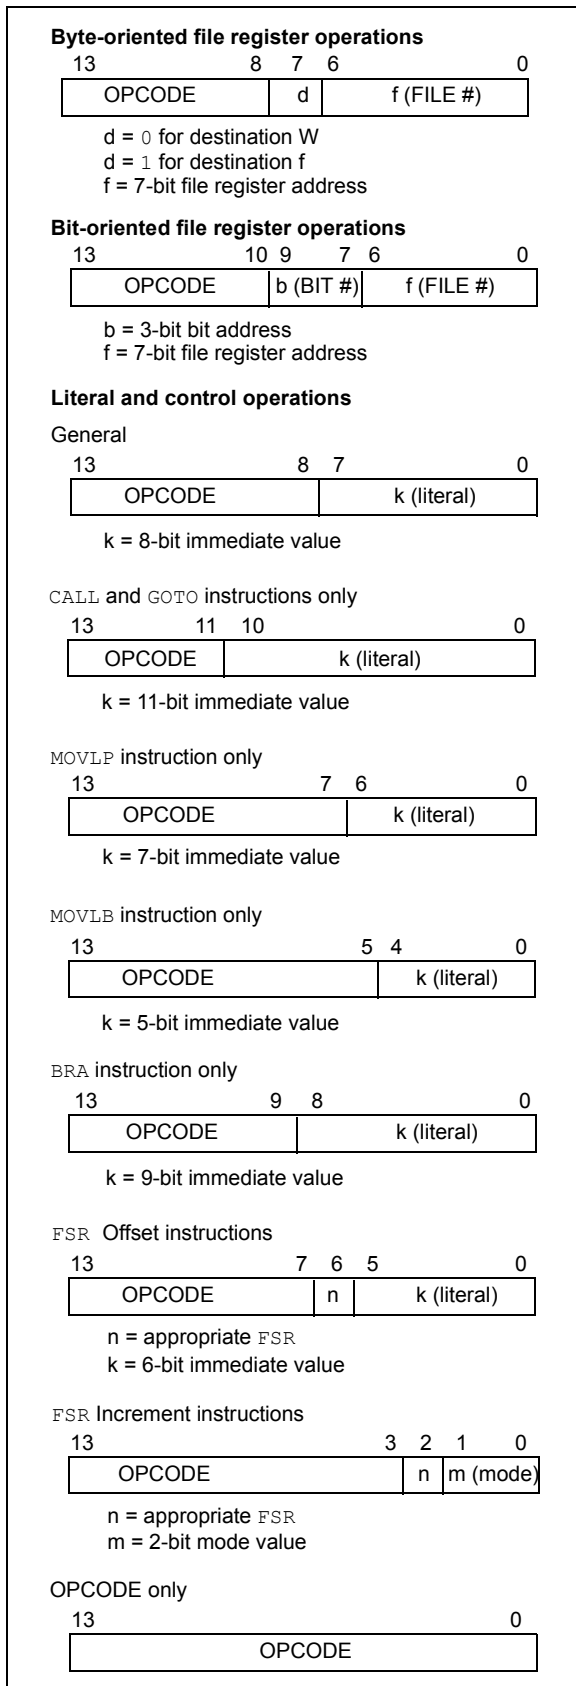 Byte-oriented file register operations
13 8 7 6 0
OPCODE d f (FILE #)
d = 0 for destination W
d = 1 for destination f
f = 7-bit file register address
Bit-oriented file register operations
13 10 9 7 6 0
OPCODE b (BIT #) f (FILE #)
b = 3-bit bit address
f = 7-bit file register address
Literal and control operations
General
13 8 7 0
OPCODE k (literal)
k = 8-bit immediate value
CALL and GOTO instructions only
13 11 10 0
OPCODE k (literal)
k = 11-bit immediate value
MOVLP instruction only
13 7 6 0
OPCODE k (literal)
k = 7-bit immediate value
MOVLB instruction only
13 5 4 0
OPCODE k (literal)
k = 5-bit immediate value
BRA instruction only
13 9 8 0
OPCODE k (literal)
k = 9-bit immediate value
FSR Offset instructions
13 7 6 5 0
OPCODE n k (literal)
n = appropriate FSR
k = 6-bit immediate value
FSR Increment instructions
13 3 2 1 0
OPCODE n m (mode)
n = appropriate FSR
m = 2-bit mode value
OPCODE only
13 0
OPCODE